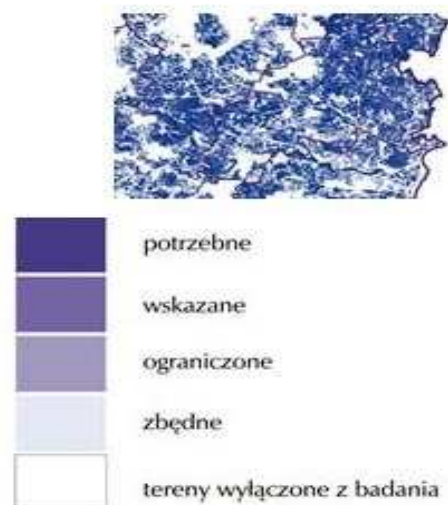 potrzebne
wskazane
ograniczone
zbędne
tereny wyłączone z badania